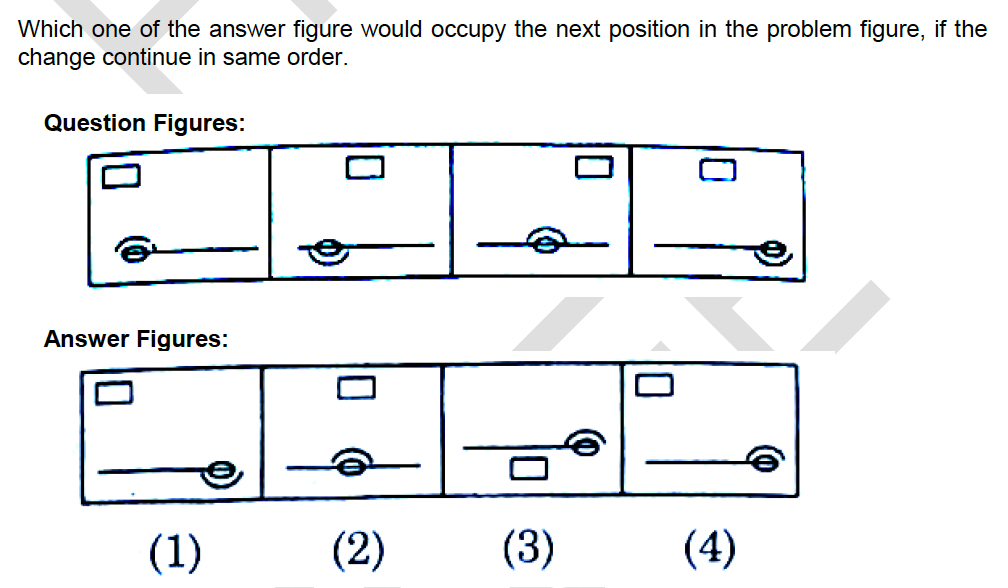 Which one of the answer figure would occupy the next position in the problem figure, if the
change continue in same order.
Question Figures:
Answer Figures:
(1) (2) (3) (4)